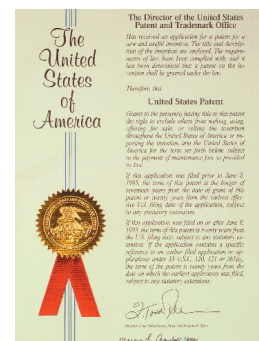 The
United
States
of
America
The Director of the United States
Patent and Trademark Office
Has received an application for a patent for a
new and useful invention. The title and descrip-
tion of the invention are enclosed. The require-
ments of law have been complied with, and it
has been determined that a patent on the in-
vention shall be granted under the law.
Therefore, this
United States Patent
Grants to the person(s) having title to this patent
the right to exclude others from making, using,
offering for sale, or selling the invention
throughout the United States of America or im-
porting the invention into the United States of
America for the term set forth below, subject
to the payment of maintenance fees as provided
by law.
If this application was filed prior to June 8,
1995, the term of this patent is the longer of
seventeen years from the date of grant of this
patent or twenty years from the earliest effec-
tive U.S. filing date of the application, subject
to any statutory extension.
If this application was filed on or after June 8,
1995, the term of this patent is twenty years from
the U.S. filing date, subject to any statutory ex-
tension. If the application contains a specific
reference to an earlier filed application or ap-
plications under 35 U.S.C. 120, 121 or 365(c),
the term of the patent is twenty years from the
date on which the earliest application was filed,
subject to any statutory extensions.